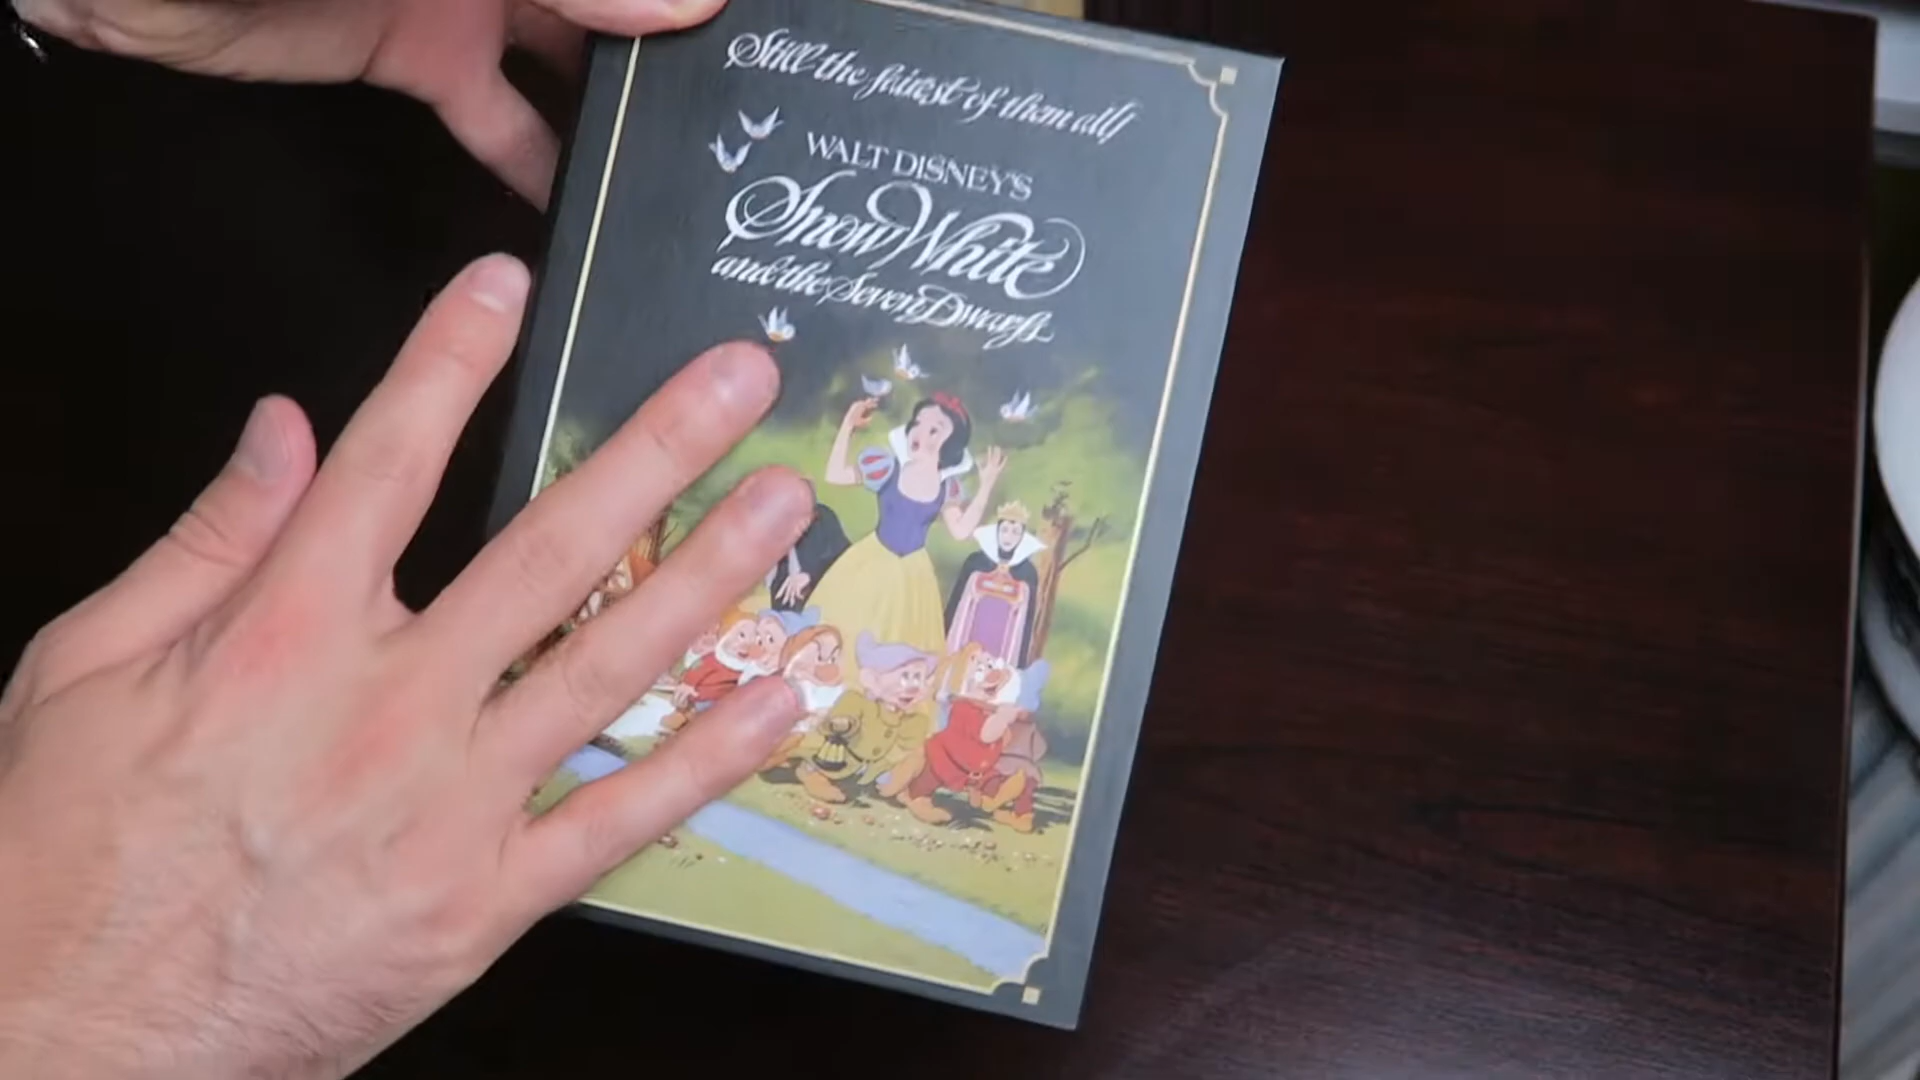 Still the fairest of them all!
WALT DISNEY'S
Snow White
and the Seven Dwarfs